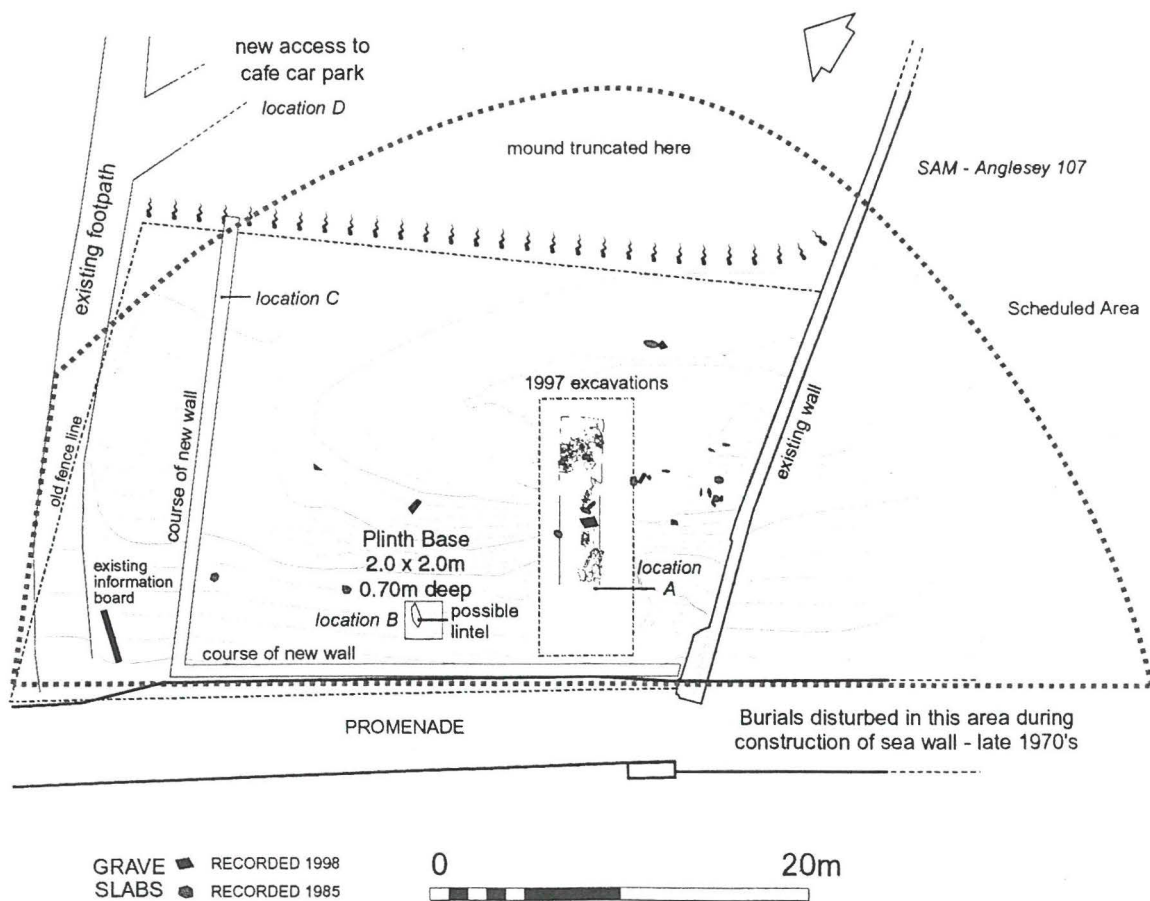 new access to
cafe car park
location D
mound truncated here
SAM - Anglesey 107
existing footpath
location C
Scheduled Area
1997 excavations
existing wall
old fence line
course of new wall
Plinth Base
2.0 x 2.0m
0.70m deep
existing
information
board
location
A
location B
possible
lintel
course of new wall
PROMENADE
Burials disturbed in this area during
construction of sea wall - late 1970's
GRAVE RECORDED 1998
SLABS RECORDED 1985
0 20m